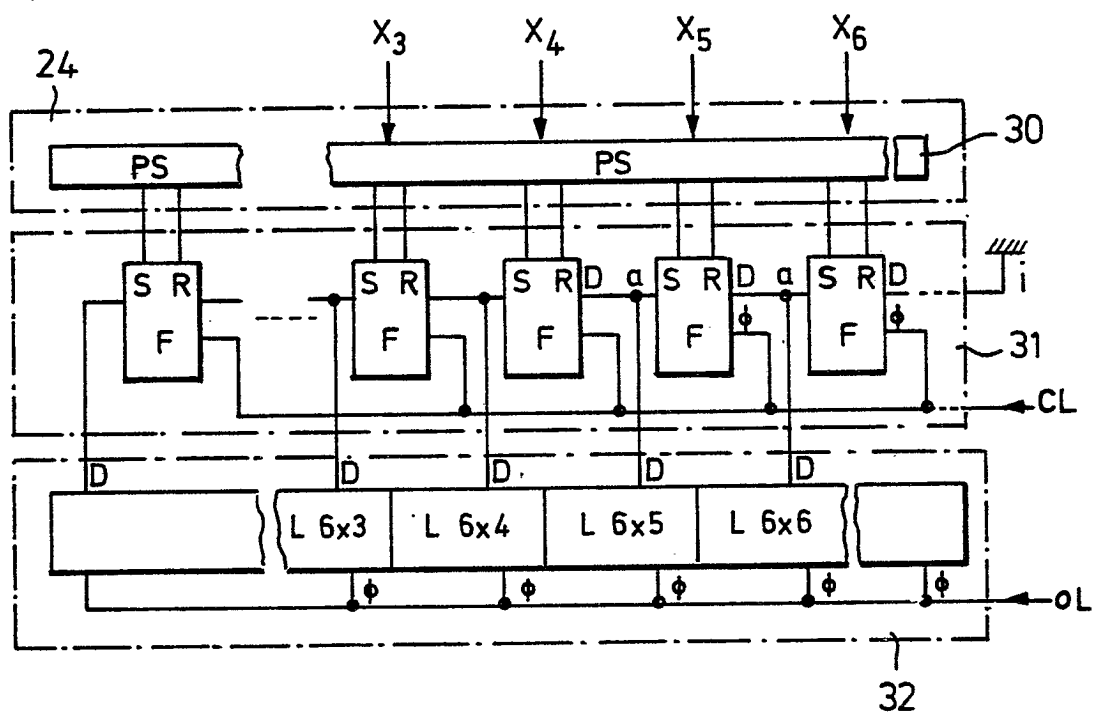 X3 X4 X5 X6
24
30
PS PS
S R S R S R D a S R D a S R D i
F F F F ϕ F ϕ
31
CL
D D D D D
L 6x3 L 6x4 L 6x5 L 6x6
ϕ ϕ ϕ ϕ ϕ
oL
32